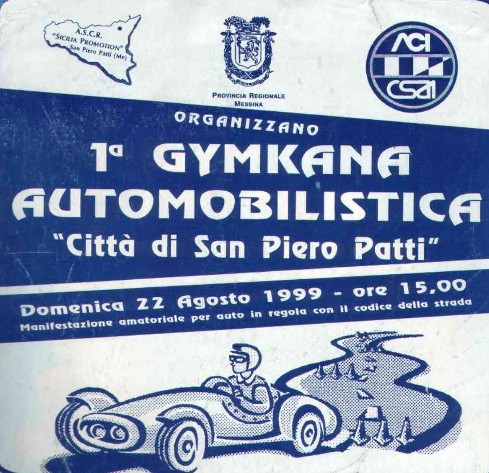 A.S.C.R.
"SICILIA PROMOTION"
San Piero Patti (Me)
PROVINCIA REGIONALE
MESSINA
ACI
CSAI
ORGANIZZANO
1ª GYMKANA
AUTOMOBILISTICA
"Città di San Piero Patti"
Domenica 22 Agosto 1999 - ore 15,00
Manifestazione amatoriale per auto in regola con il codice della strada